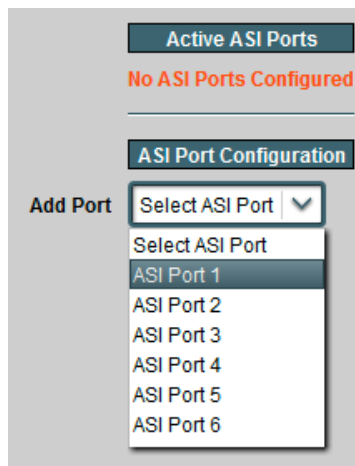 Active ASI Ports
No ASI Ports Configured
ASI Port Configuration
Add Port Select ASI Port
Select ASI Port
ASI Port 1
ASI Port 2
ASI Port 3
ASI Port 4
ASI Port 5
ASI Port 6